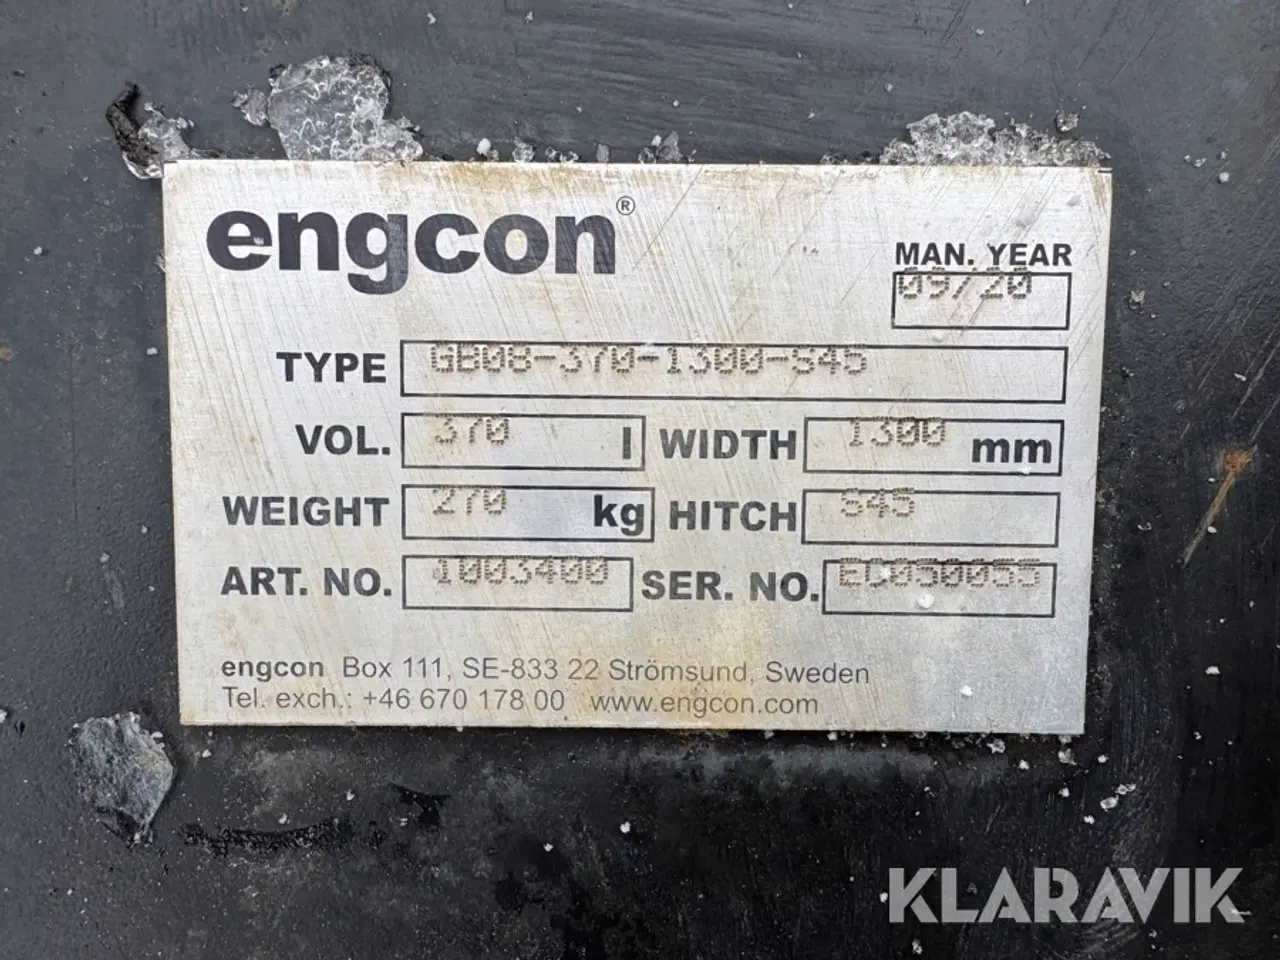 engcon®
MAN. YEAR
09/20
TYPE GB08-370-1300-S45
VOL. 370 l WIDTH 1300 mm
WEIGHT 270 kg HITCH S45
ART. NO. 1003400 SER. NO.
engcon Box 111, SE-833 22 Strömsund, Sweden
Tel. exch.: +46 670 178 00 www.engcon.com
KLARAVIK